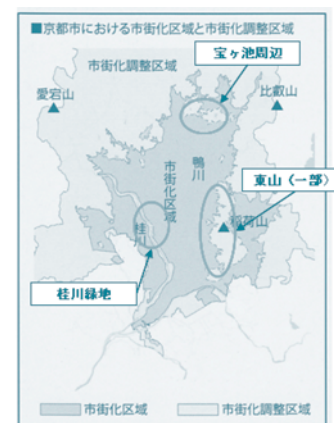 ■京都市における市街化区域と市街化調整区域
市街化調整区域
宝ヶ池周辺
愛宕山
比叡山
鴨川
市街化区域
東山（一部）
稲荷山
桂川
桂川緑地
市街化区域
市街化調整区域